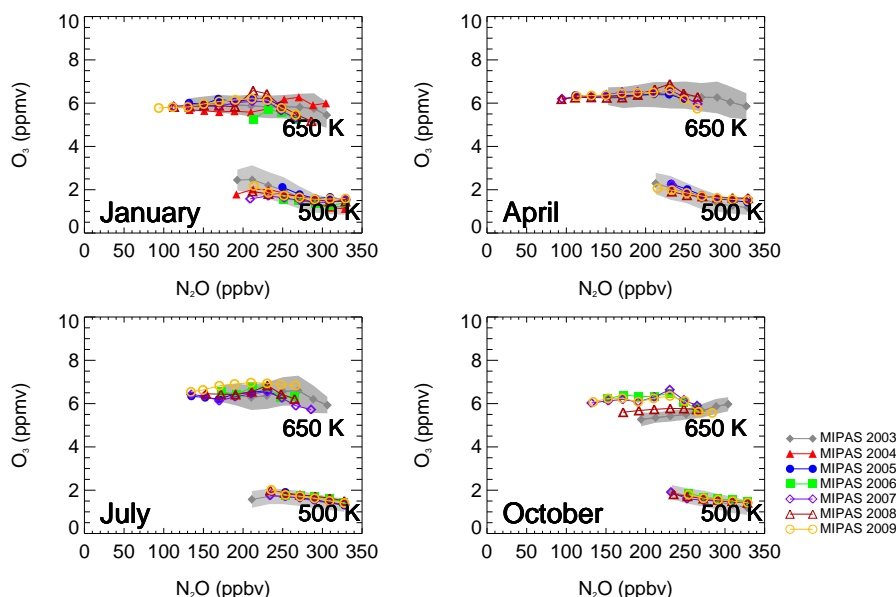 10
8
6
4
2
0
O₃ (ppmv)
650 K
500 K
January
0 50 100 150 200 250 300 350
N₂O (ppbv)
10
8
6
4
2
0
O₃ (ppmv)
650 K
500 K
April
0 50 100 150 200 250 300 350
N₂O (ppbv)
10
8
6
4
2
0
O₃ (ppmv)
650 K
500 K
July
0 50 100 150 200 250 300 350
N₂O (ppbv)
10
8
6
4
2
0
O₃ (ppmv)
650 K
500 K
October
0 50 100 150 200 250 300 350
N₂O (ppbv)
MIPAS 2003
MIPAS 2004
MIPAS 2005
MIPAS 2006
MIPAS 2007
MIPAS 2008
MIPAS 2009